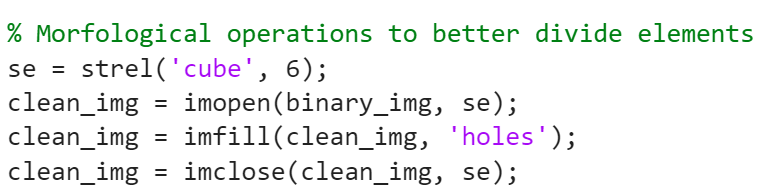 % Morfological operations to better divide elements
se = strel('cube', 6);
clean_img = imopen(binary_img, se);
clean_img = imfill(clean_img, 'holes');
clean_img = imclose(clean_img, se);